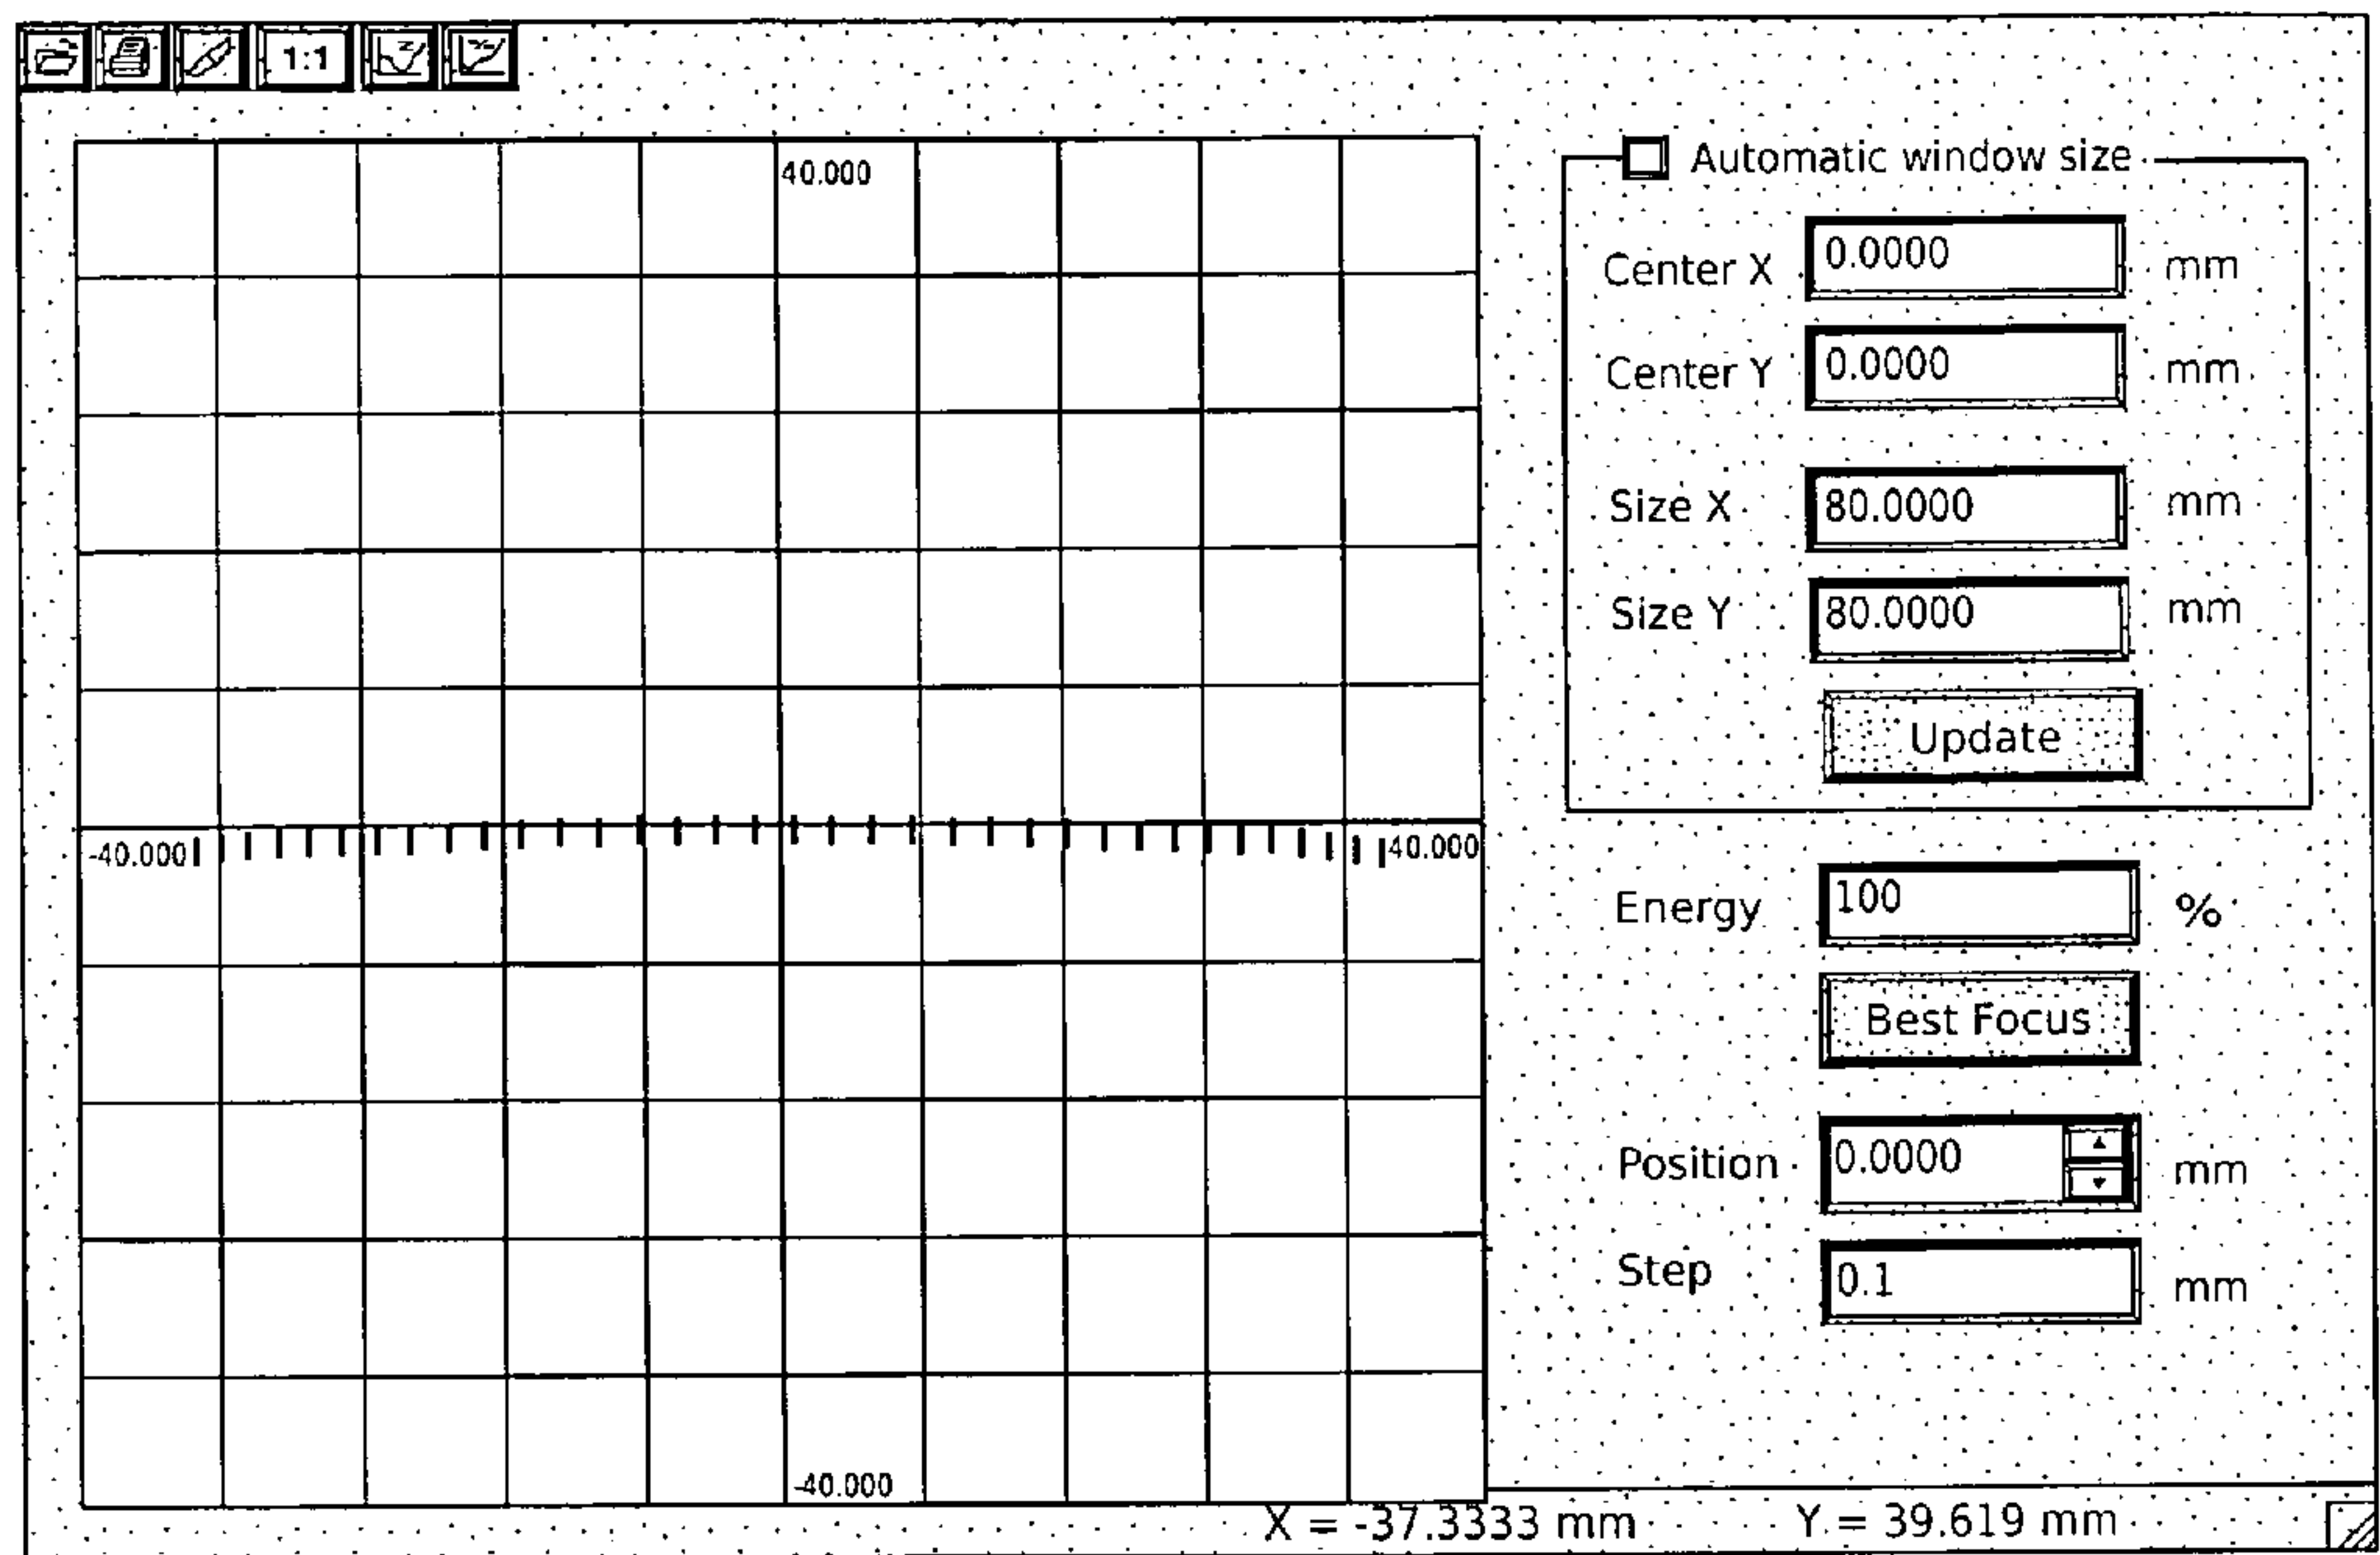 1:1
40.000
-40.000
40.000
-40.000
Automatic window size
Center X 0.0000 mm
Center Y 0.0000 mm
Size X 80.0000 mm
Size Y 80.0000 mm
Update
Energy 100 %
Best Focus
Position 0.0000 mm
Step 0.1 mm
X = -37.3333 mm Y = 39.619 mm